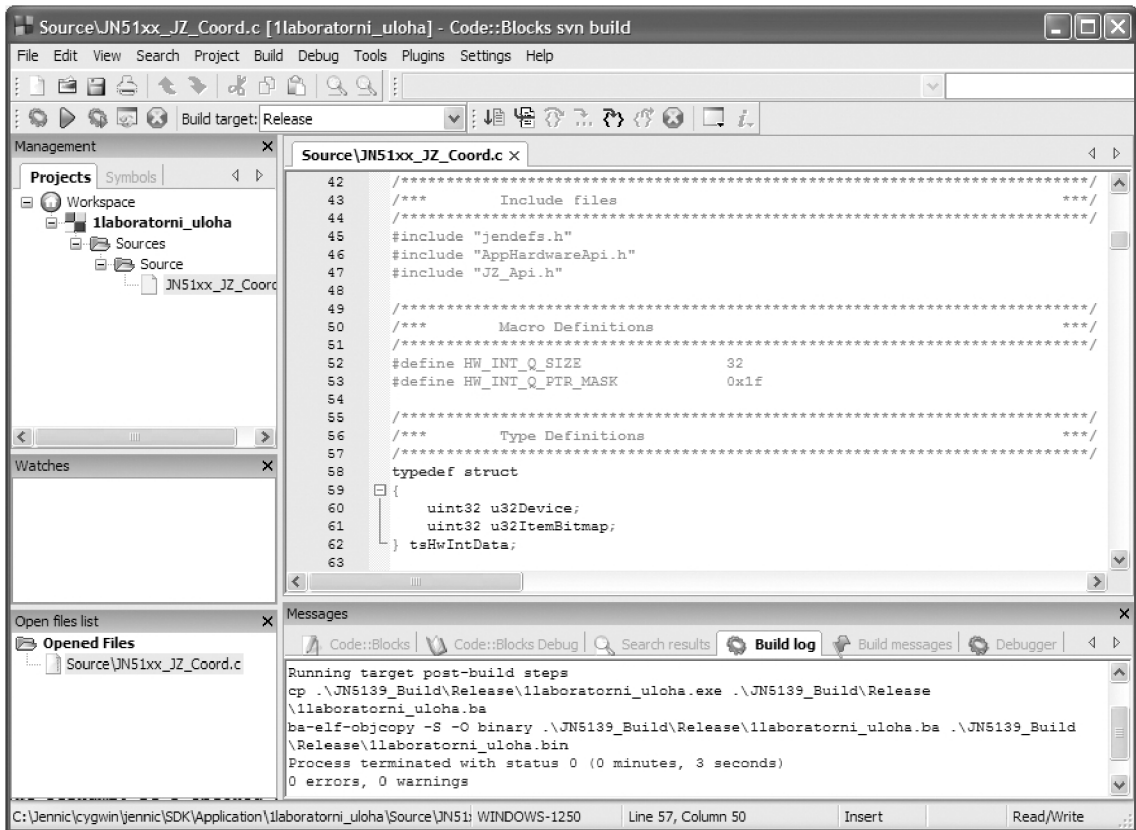 Source\JN51xx_JZ_Coord.c [1laboratorni_uloha] - Code::Blocks svn build
File Edit View Search Project Build Debug Tools Plugins Settings Help
Build target: Release
Management
Projects Symbols
Workspace
1laboratorni_uloha
Sources
Source
JN51xx_JZ_Coord
Watches
Open files list
Opened Files
Source\JN51xx_JZ_Coord.c
Source\JN51xx_JZ_Coord.c
42 /*****************************************************************************/
43 /*** Include files ***/
44 /*****************************************************************************/
45 #include "jendefs.h"
46 #include "AppHardwareApi.h"
47 #include "JZ_Api.h"
48
49 /*****************************************************************************/
50 /*** Macro Definitions ***/
51 /*****************************************************************************/
52 #define HW_INT_Q_SIZE 32
53 #define HW_INT_Q_PTR_MASK 0x1f
54
55 /*****************************************************************************/
56 /*** Type Definitions ***/
57 /*****************************************************************************/
58 typedef struct
59 {
60 uint32 u32Device;
61 uint32 u32ItemBitmap;
62 } tsHwIntData;
63
Messages
Code::Blocks Code::Blocks Debug Search results Build log Build messages Debugger
Running target post-build steps
cp .\JN5139_Build\Release\1laboratorni_uloha.exe .\JN5139_Build\Release
\1laboratorni_uloha.ba
ba-elf-objcopy -S -O binary .\JN5139_Build\Release\1laboratorni_uloha.ba .\JN5139_Build
\Release\1laboratorni_uloha.bin
Process terminated with status 0 (0 minutes, 3 seconds)
0 errors, 0 warnings
C:\Jennic\cygwin\jennic\SDK\Application\1laboratorni_uloha\Source\JN51 WINDOWS-1250 Line 57, Column 50 Insert Read/Write